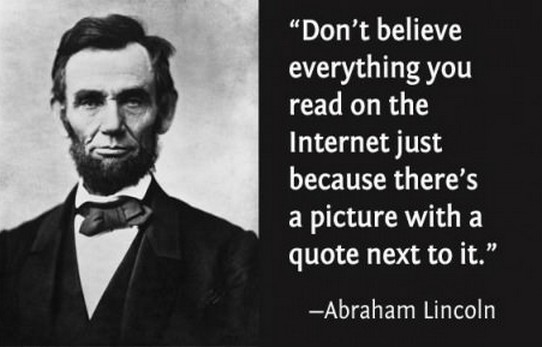 “Don’t believe
everything you
read on the
Internet just
because there’s
a picture with a
quote next to it.”
—Abraham Lincoln